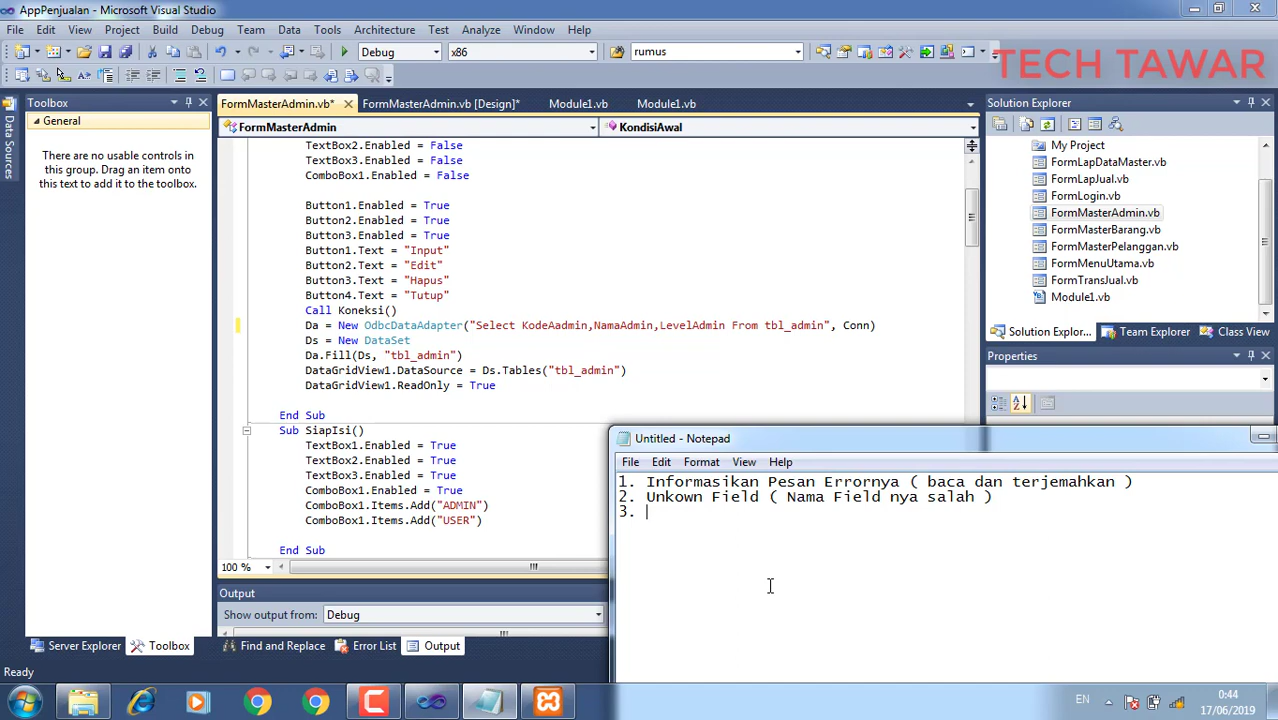 AppPenjualan - Microsoft Visual Studio
File Edit View Project Build Debug Team Data Tools Architecture Test Analyze Window Help
Debug x86 rumus
TECH TAWAR
Toolbox
General
There are no usable controls in this group. Drag an item onto this text to add it to the toolbox.
Data Sources
FormMasterAdmin.vb* FormMasterAdmin.vb [Design]* Module1.vb Module1.vb
FormMasterAdmin KondisiAwal
TextBox2.Enabled = False
TextBox3.Enabled = False
ComboBox1.Enabled = False
Button1.Enabled = True
Button2.Enabled = True
Button3.Enabled = True
Button1.Text = "Input"
Button2.Text = "Edit"
Button3.Text = "Hapus"
Button4.Text = "Tutup"
Call Koneksi()
Da = New OdbcDataAdapter("Select KodeAadmin,NamaAdmin,LevelAdmin From tbl_admin", Conn)
Ds = New DataSet
Da.Fill(Ds, "tbl_admin")
DataGridView1.DataSource = Ds.Tables("tbl_admin")
DataGridView1.ReadOnly = True
End Sub
Sub SiapIsi()
TextBox1.Enabled = True
TextBox2.Enabled = True
TextBox3.Enabled = True
ComboBox1.Enabled = True
ComboBox1.Items.Add("ADMIN")
ComboBox1.Items.Add("USER")
End Sub
100 %
Output
Show output from: Debug
Server Explorer Toolbox Find and Replace Error List Output
Ready
Solution Explorer
My Project
FormLapDataMaster.vb
FormLapJual.vb
FormLogin.vb
FormMasterAdmin.vb
FormMasterBarang.vb
FormMasterPelanggan.vb
FormMenuUtama.vb
FormTransJual.vb
Module1.vb
Solution Explor... Team Explorer Class View
Properties
Untitled - Notepad
File Edit Format View Help
1. Informasikan Pesan Errornya ( baca dan terjemahkan )
2. Unkown Field ( Nama Field nya salah )
3.
EN
0:44
17/06/2019